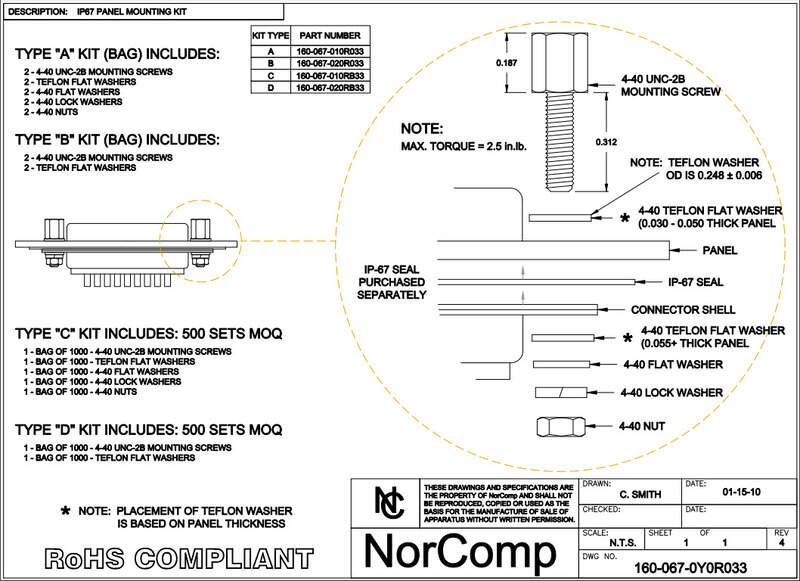 DESCRIPTION: IP67 PANEL MOUNTING KIT
TYPE "A" KIT (BAG) INCLUDES:
2 - 4-40 UNC-2B MOUNTING SCREWS
2 - TEFLON FLAT WASHERS
2 - 4-40 FLAT WASHERS
2 - 4-40 LOCK WASHERS
2 - 4-40 NUTS
TYPE "B" KIT (BAG) INCLUDES:
2 - 4-40 UNC-2B MOUNTING SCREWS
2 - TEFLON FLAT WASHERS
KIT TYPE PART NUMBER
A 160-067-010R033
B 160-067-020R033
C 160-067-010RB33
D 160-067-020RB33
NOTE:
MAX. TORQUE = 2.5 in.lb.
0.187
4-40 UNC-2B
MOUNTING SCREW
0.312
NOTE: TEFLON WASHER
OD IS 0.248 ± 0.006
* 4-40 TEFLON FLAT WASHER
(0.030 - 0.050 THICK PANEL
PANEL
IP-67 SEAL
PURCHASED
SEPARATELY
IP-67 SEAL
CONNECTOR SHELL
* 4-40 TEFLON FLAT WASHER
(0.055+ THICK PANEL
4-40 FLAT WASHER
4-40 LOCK WASHER
4-40 NUT
TYPE "C" KIT INCLUDES: 500 SETS MOQ
1 - BAG OF 1000 - 4-40 UNC-2B MOUNTING SCREWS
1 - BAG OF 1000 - TEFLON FLAT WASHERS
1 - BAG OF 1000 - 4-40 FLAT WASHERS
1 - BAG OF 1000 - 4-40 LOCK WASHERS
1 - BAG OF 1000 - 4-40 NUTS
TYPE "D" KIT INCLUDES: 500 SETS MOQ
1 - BAG OF 1000 - 4-40 UNC-2B MOUNTING SCREWS
1 - BAG OF 1000 - TEFLON FLAT WASHERS
* NOTE: PLACEMENT OF TEFLON WASHER
IS BASED ON PANEL THICKNESS
RoHS COMPLIANT
NC
THESE DRAWINGS AND SPECIFICATIONS ARE
THE PROPERTY OF NorComp AND SHALL NOT
BE REPRODUCED, COPIED OR USED AS THE
BASIS FOR THE MANUFACTURE OF SALE OF
APPARATUS WITHOUT WRITTEN PERMISSION.
NorComp
DRAWN: DATE:
C. SMITH 01-15-10
CHECKED: DATE:
SCALE: SHEET OF REV
N.T.S. 1 1 4
DWG NO.
160-067-0Y0R033